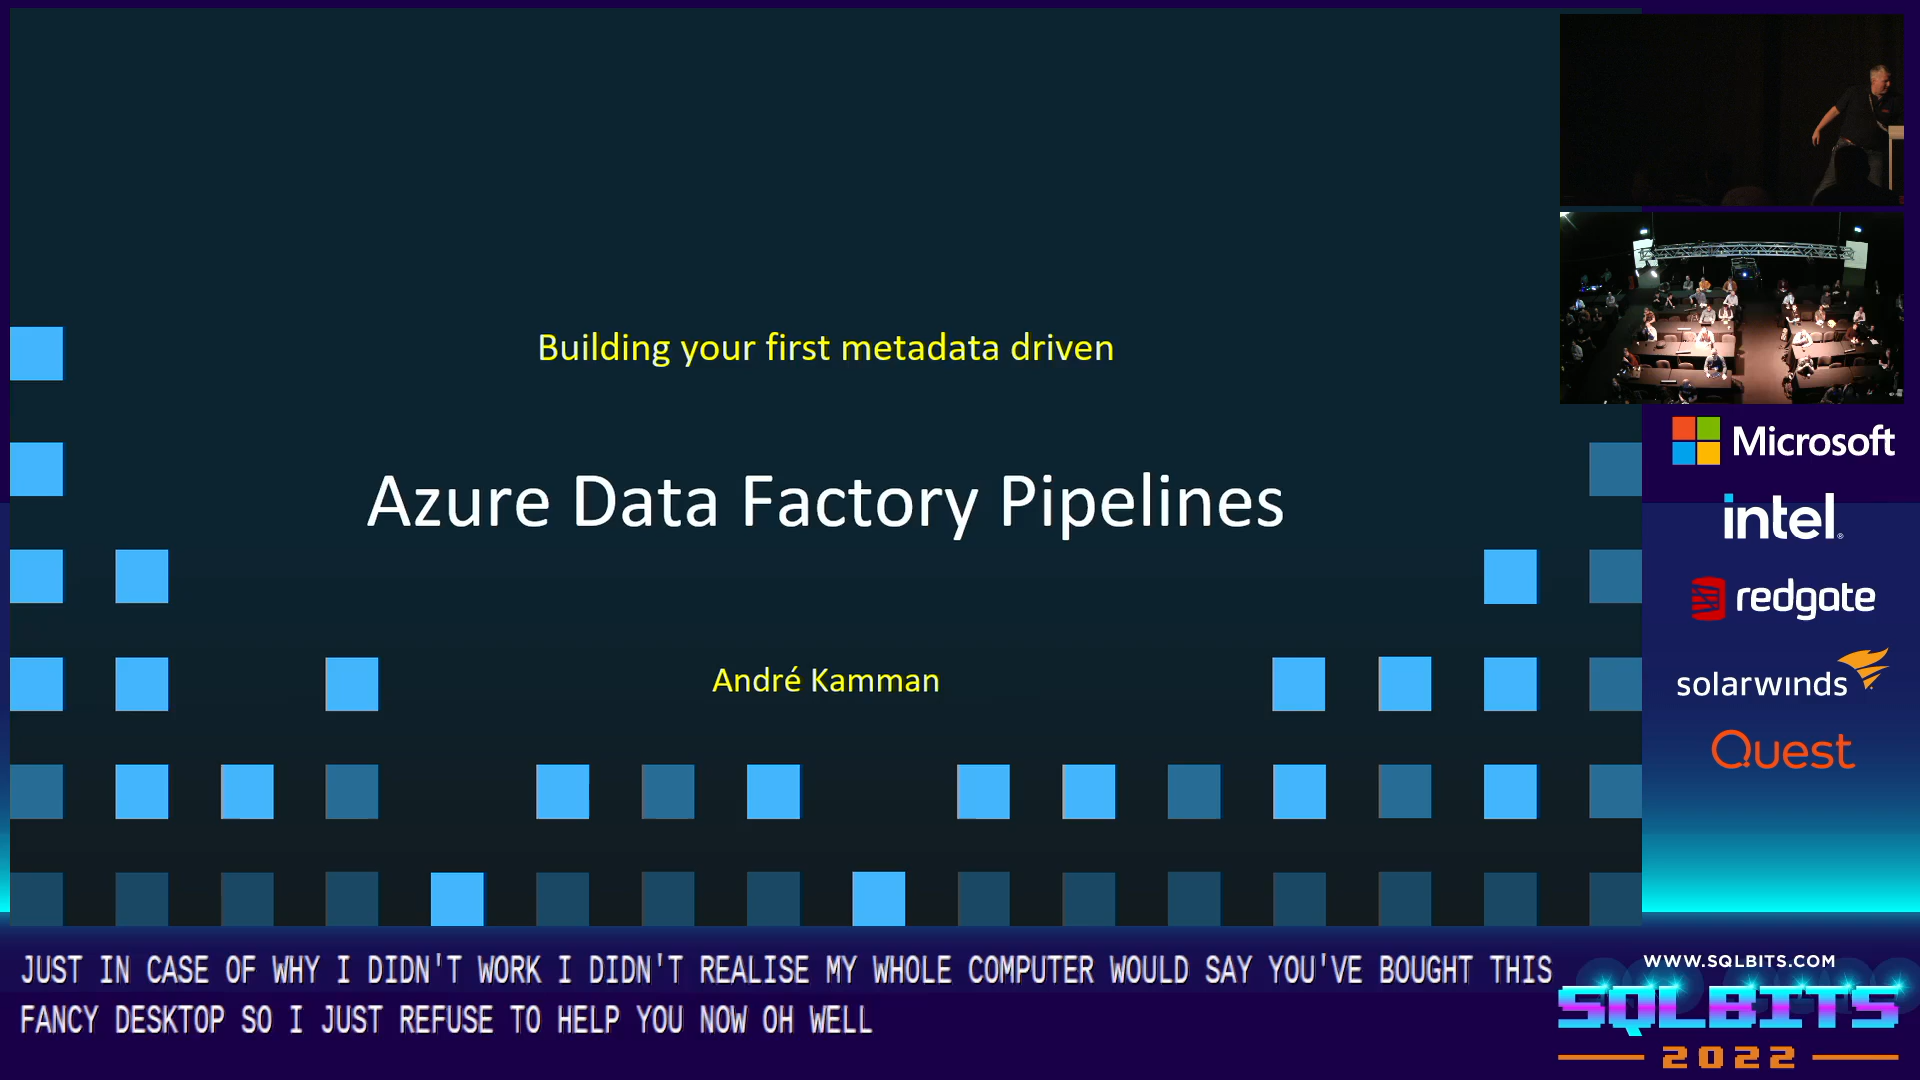 Building your first metadata driven
Azure Data Factory Pipelines
André Kamman
Microsoft
intel
redgate
solarwinds
Quest
JUST IN CASE OF WHY I DIDN'T WORK I DIDN'T REALISE MY WHOLE COMPUTER WOULD SAY YOU'VE BOUGHT THIS
FANCY DESKTOP SO I JUST REFUSE TO HELP YOU NOW OH WELL
WWW.SQLBITS.COM
SQLBITS
2022